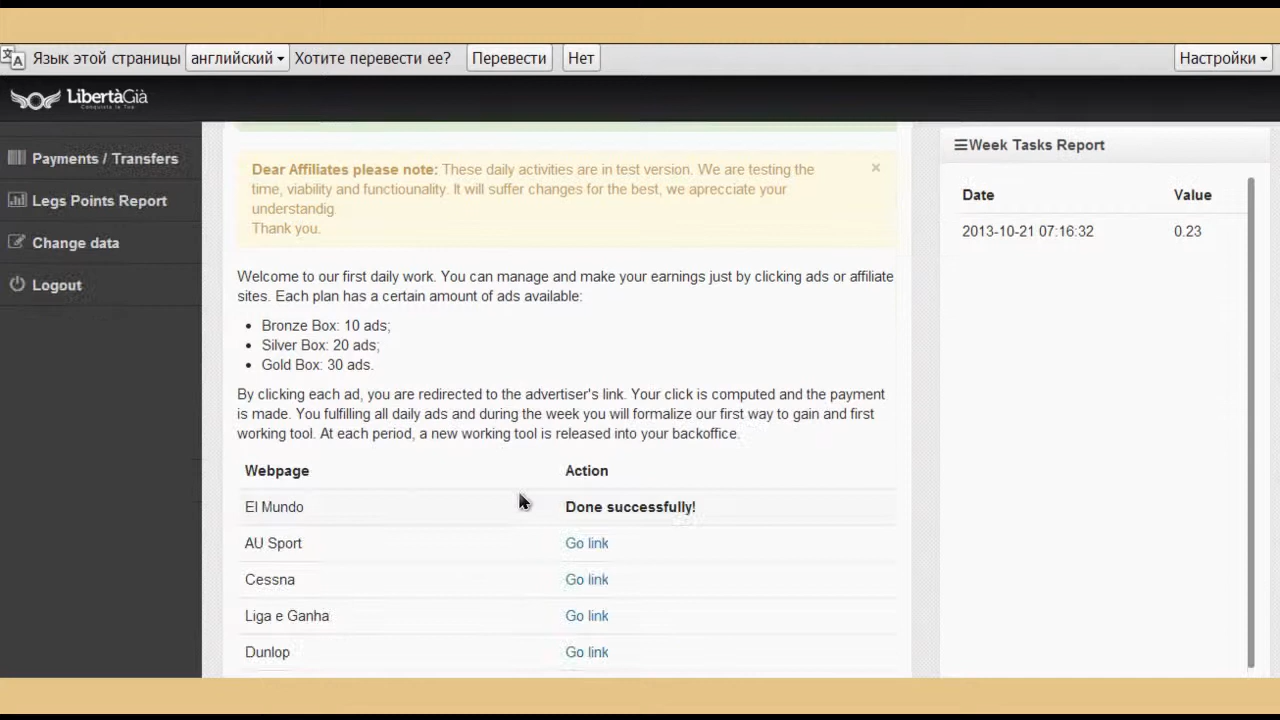 Язык этой страницы английский Хотите перевести ее? Перевести Нет Настройки
LibertàGià
Conquista la Tua
Payments / Transfers
Legs Points Report
Change data
Logout
Dear Affiliates please note: These daily activities are in test version. We are testing the
time, viability and functiounality. It will suffer changes for the best, we aprecciate your
understandig.
Thank you.
×
Welcome to our first daily work. You can manage and make your earnings just by clicking ads or affiliate
sites. Each plan has a certain amount of ads available:
Bronze Box: 10 ads;
Silver Box: 20 ads;
Gold Box: 30 ads.
By clicking each ad, you are redirected to the advertiser's link. Your click is computed and the payment
is made. You fulfilling all daily ads and during the week you will formalize our first way to gain and first
working tool. At each period, a new working tool is released into your backoffice.
Webpage Action
El Mundo Done successfully!
AU Sport Go link
Cessna Go link
Liga e Ganha Go link
Dunlop Go link
Week Tasks Report
Date Value
2013-10-21 07:16:32 0.23